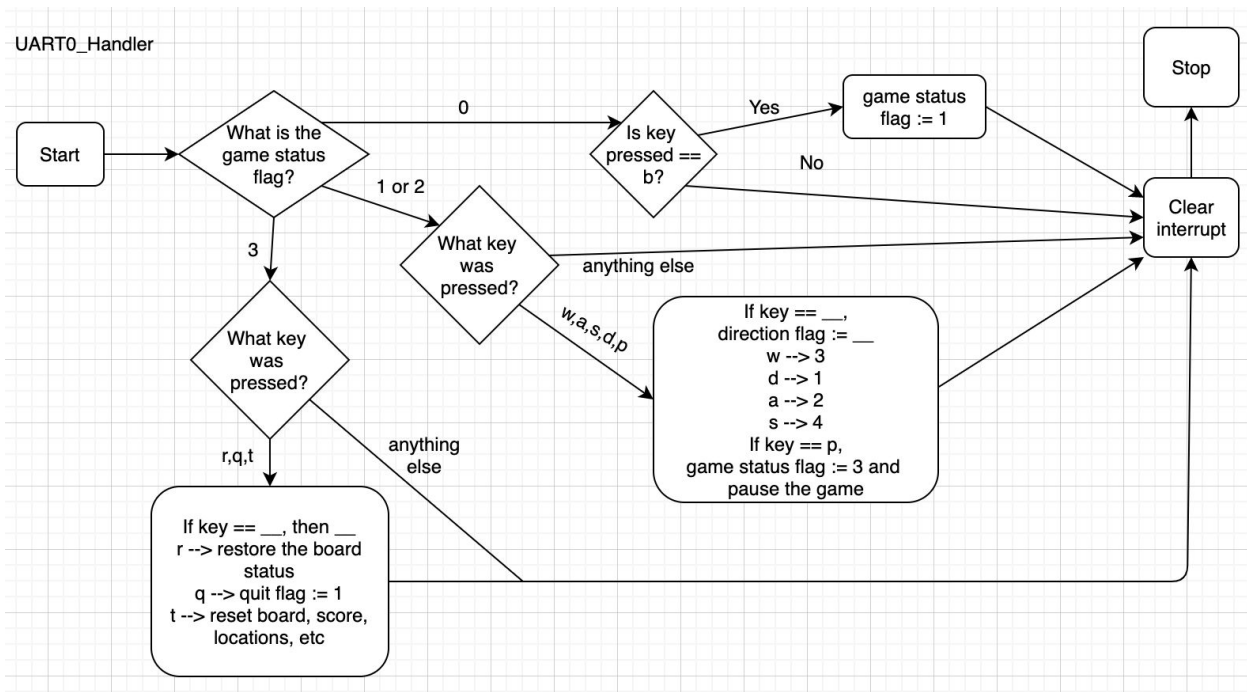 UART0_Handler
Start
What is the
game status
flag?
0
Is key
pressed ==
b?
Yes
game status
flag := 1
No
Stop
Clear
interrupt
1 or 2
What key
was
pressed?
anything else
w,a,s,d,p
If key == __,
direction flag := __
w --> 3
d --> 1
a --> 2
s --> 4
If key == p,
game status flag := 3 and
pause the game
3
What key
was
pressed?
anything
else
r,q,t
If key == __, then __
r --> restore the board
status
q --> quit flag := 1
t --> reset board, score,
locations, etc